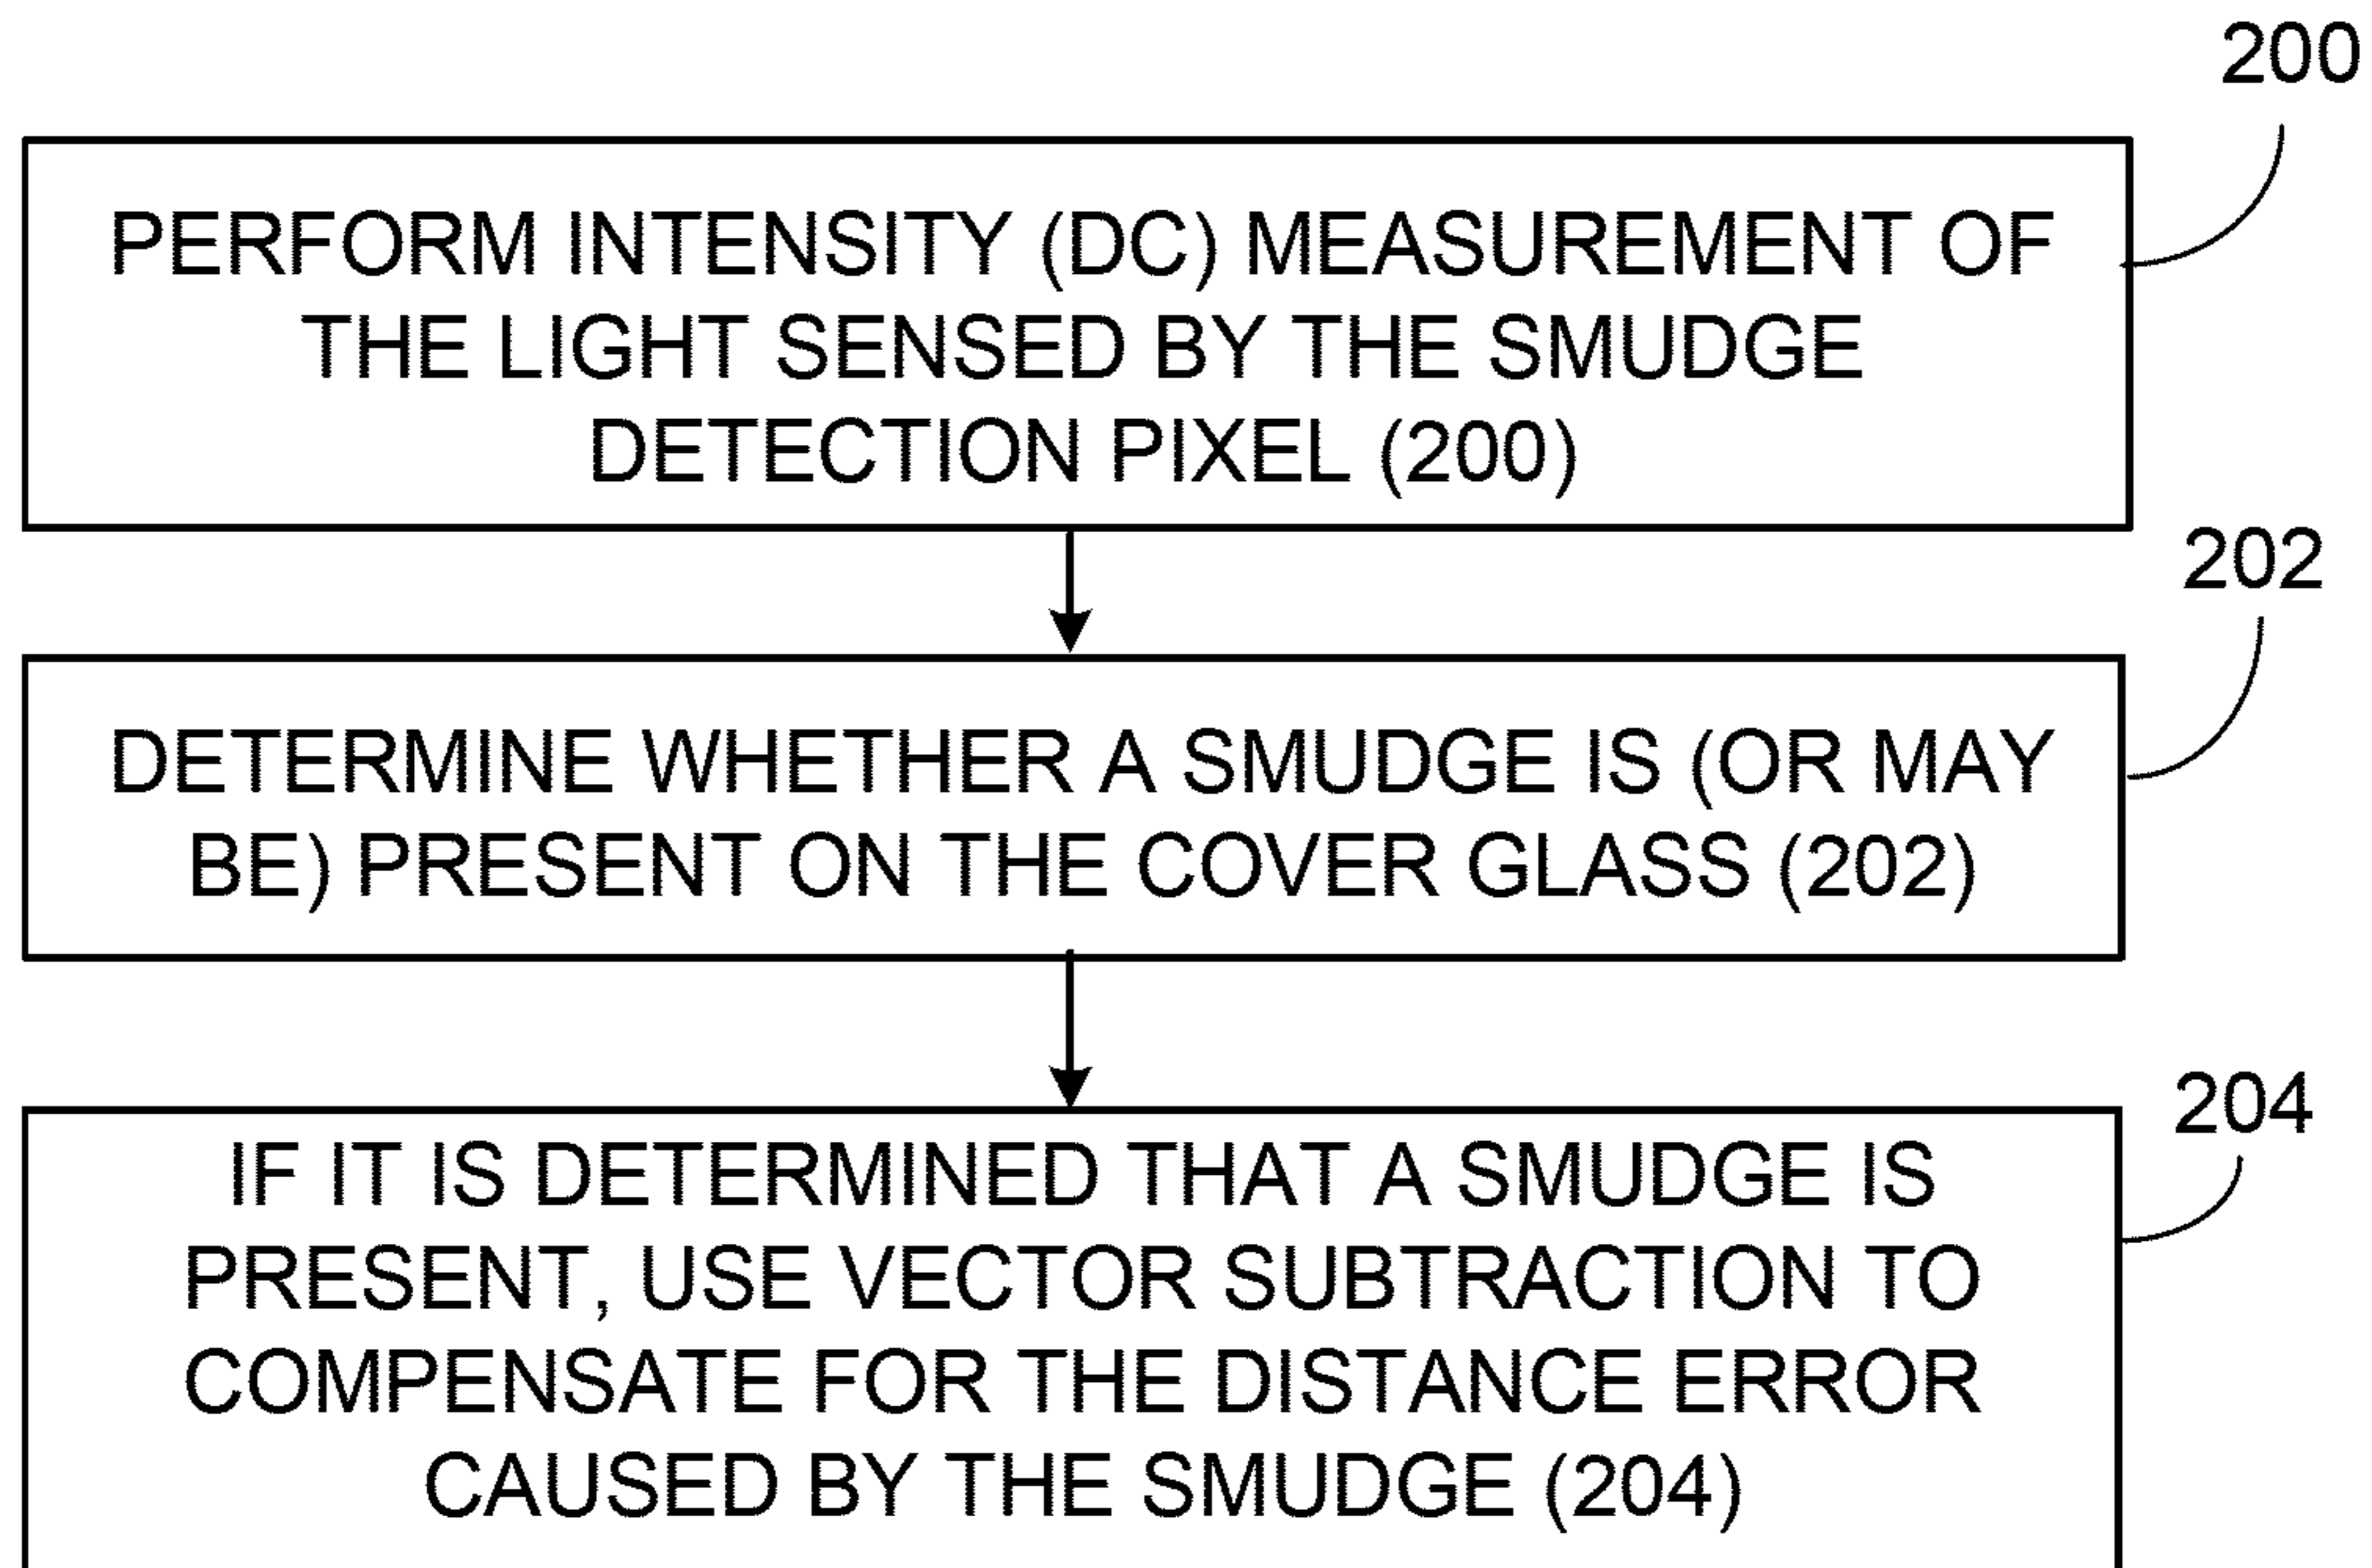 200
PERFORM INTENSITY (DC) MEASUREMENT OF
THE LIGHT SENSED BY THE SMUDGE
DETECTION PIXEL (200)
202
DETERMINE WHETHER A SMUDGE IS (OR MAY
BE) PRESENT ON THE COVER GLASS (202)
204
IF IT IS DETERMINED THAT A SMUDGE IS
PRESENT, USE VECTOR SUBTRACTION TO
COMPENSATE FOR THE DISTANCE ERROR
CAUSED BY THE SMUDGE (204)